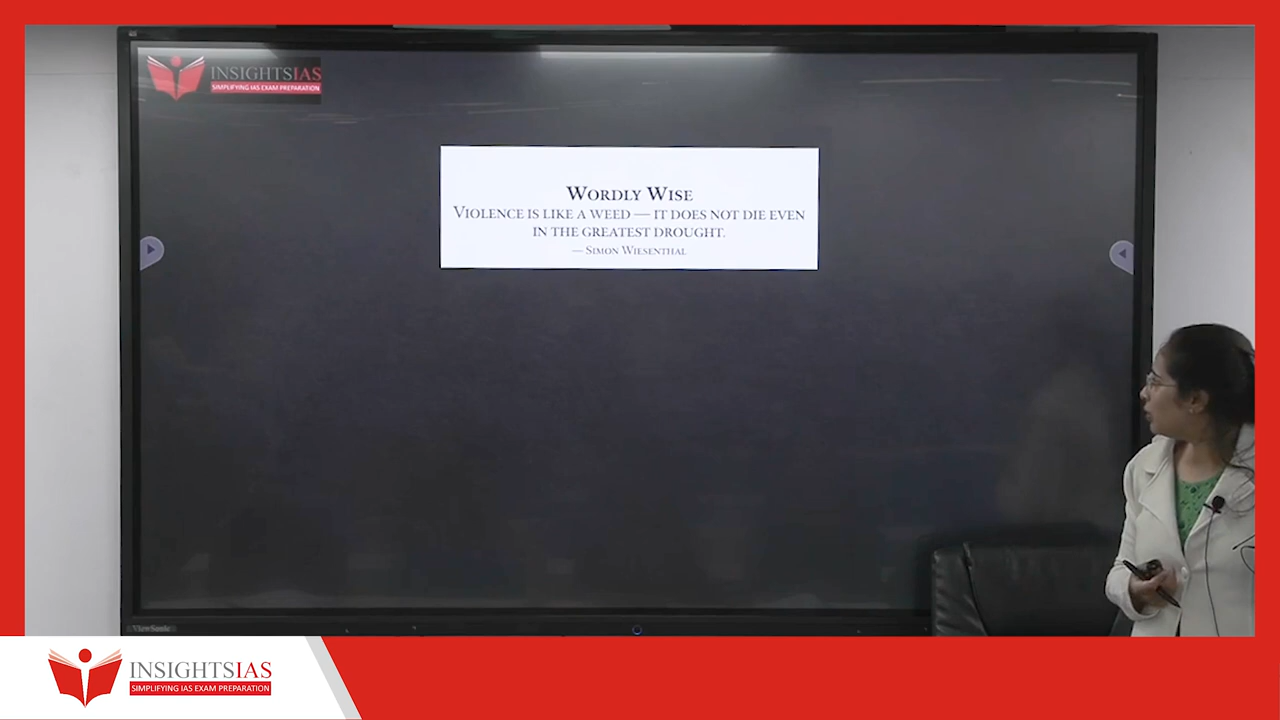 INSIGHTSIAS
SIMPLIFYING IAS EXAM PREPARATION
WORDLY WISE
VIOLENCE IS LIKE A WEED — IT DOES NOT DIE EVEN
IN THE GREATEST DROUGHT.
— SIMON WIESENTHAL
ViewSonic
INSIGHTSIAS
SIMPLIFYING IAS EXAM PREPARATION